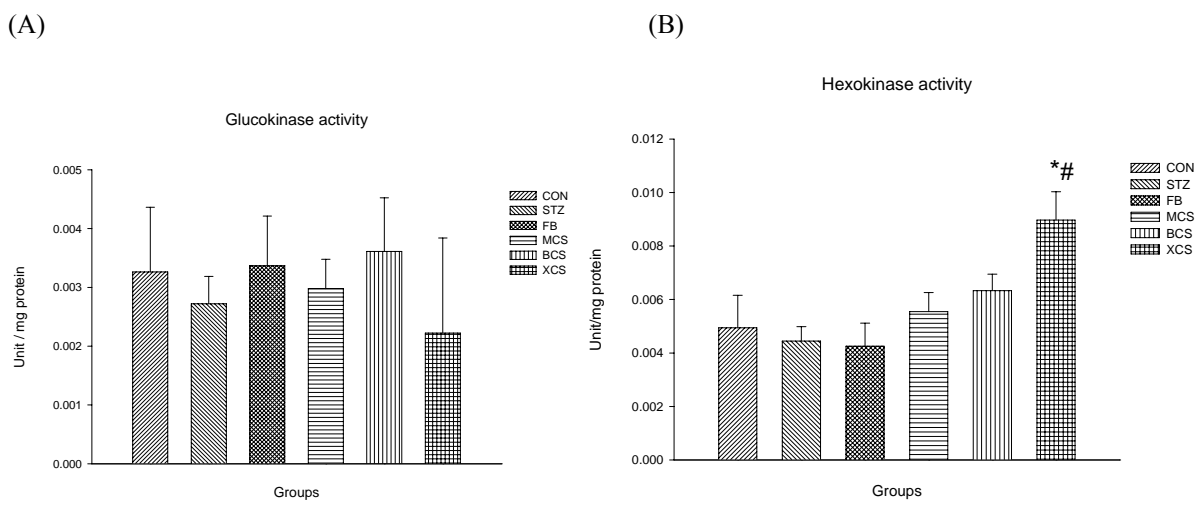 (A)
Glucokinase activity
Unit / mg protein
0.005
0.004
0.003
0.002
0.001
0.000
Groups
CON
STZ
FB
MCS
BCS
XCS
(B)
Hexokinase activity
Unit/mg protein
0.012
0.010
0.008
0.006
0.004
0.002
0.000
*#
Groups
CON
STZ
FB
MCS
BCS
XCS